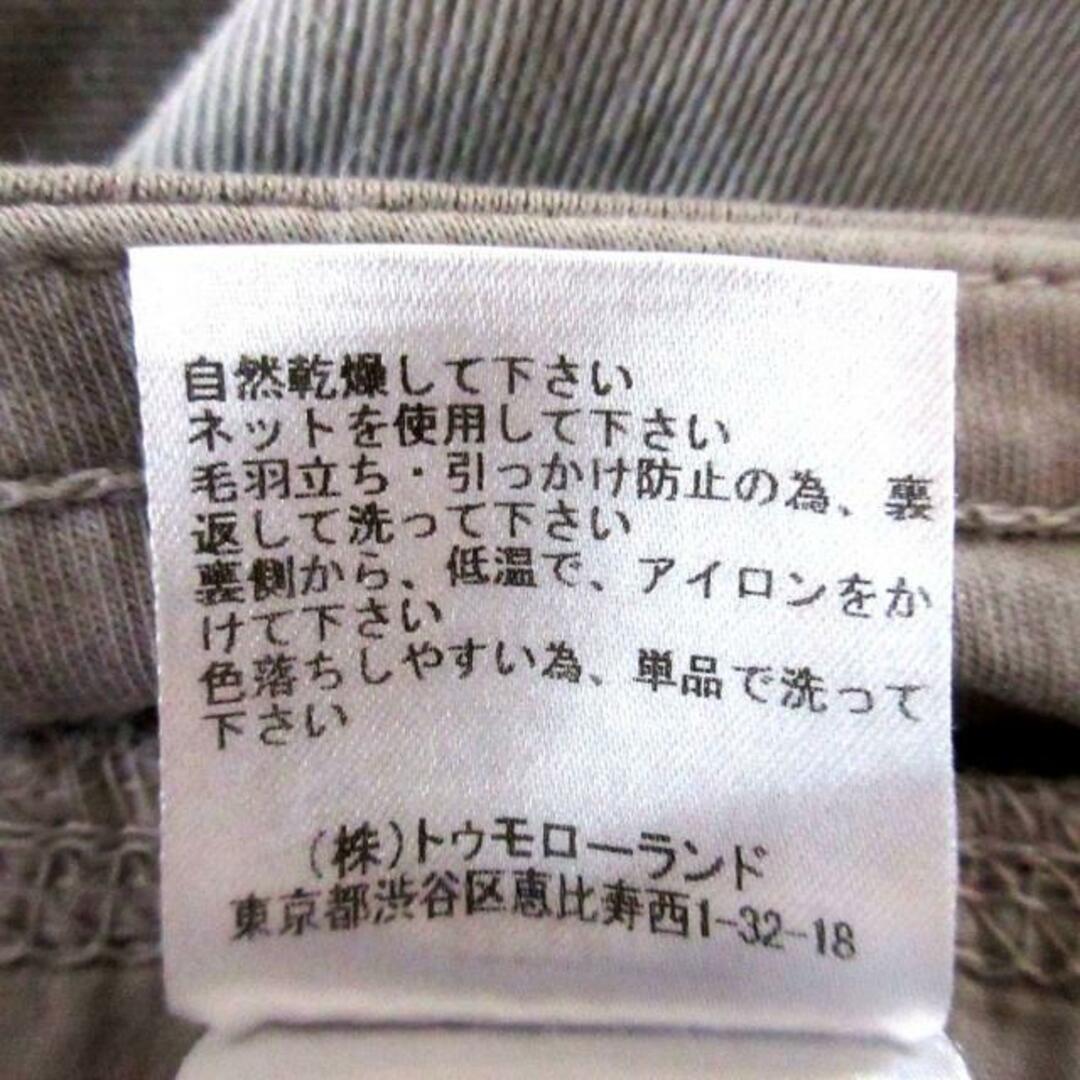 自然乾燥して下さい
ネットを使用して下さい
毛羽立ち・引っかけ防止の為、裏
返して洗って下さい
裏側から、低温で、アイロンをか
けて下さい
色落ちしやすい為、単品で洗って
下さい
(株)トゥモローランド
東京都渋谷区恵比寿西1-32-18